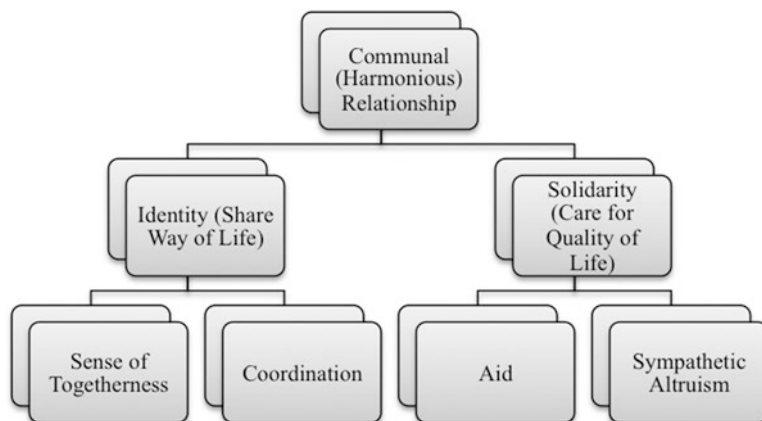 Communal
(Harmonious)
Relationship
Identity (Share
Way of Life)
Solidarity
(Care for
Quality of
Life)
Sense of
Togetherness
Coordination
Aid
Sympathetic
Altruism